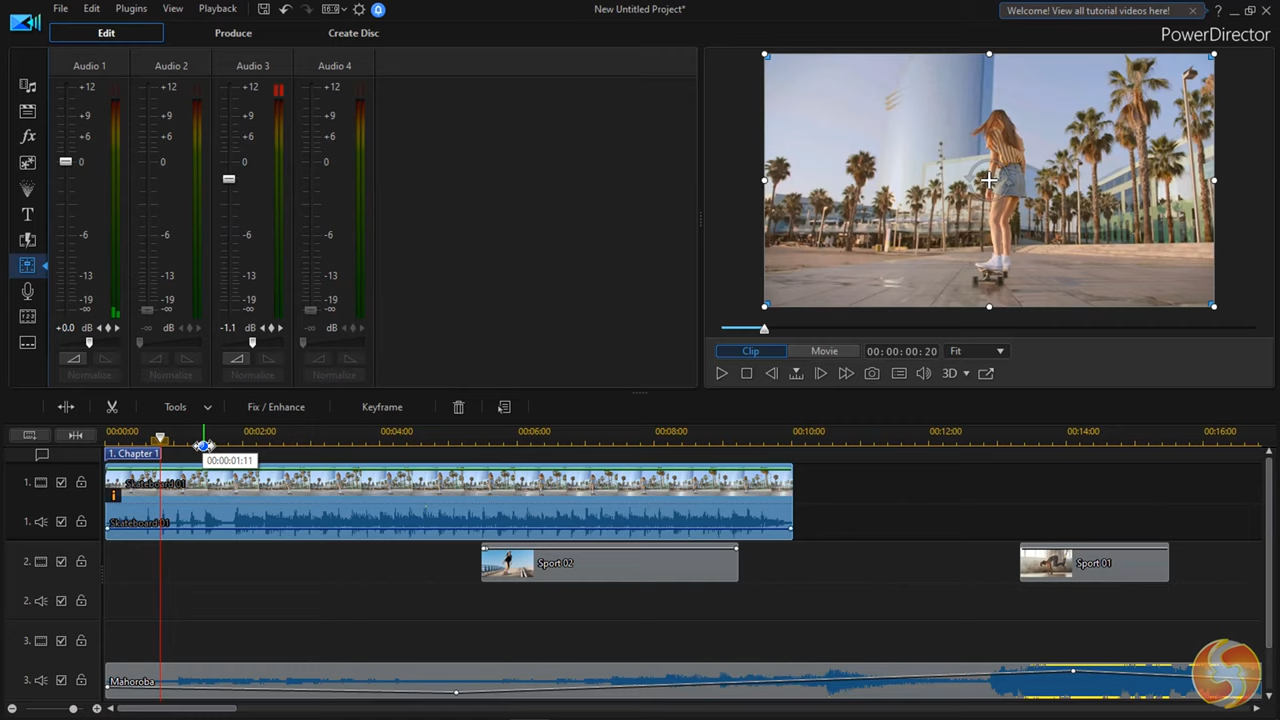 File Edit Plugins View Playback 16:9 New Untitled Project* Welcome! View all tutorial videos here! ?
Edit Produce Create Disc PowerDirector
Audio 1 Audio 2 Audio 3 Audio 4
+12 +12 +12 +12
+9 +9 +9 +9
+6 +6 +6 +6
0 0 0 0
-6 -6 -6 -6
-13 -13 -13 -13
-19 -19 -19 -19
-∞ -∞ -∞ -∞
+0.0 dB -∞ dB -1.1 dB -∞ dB
Normalize Normalize Normalize Normalize
Clip Movie 00:00:00:20 Fit
3D
Tools Fix / Enhance Keyframe
00:00:00 00:02:00 00:04:00 00:06:00 00:08:00 00:10:00 00:12:00 00:14:00 00:16:00
1. Chapter 1 00:00:01:11
1. Skateboard 01
i
1. Skateboard 01
2. Sport 02 Sport 01
2.
3.
3. Mahoroba